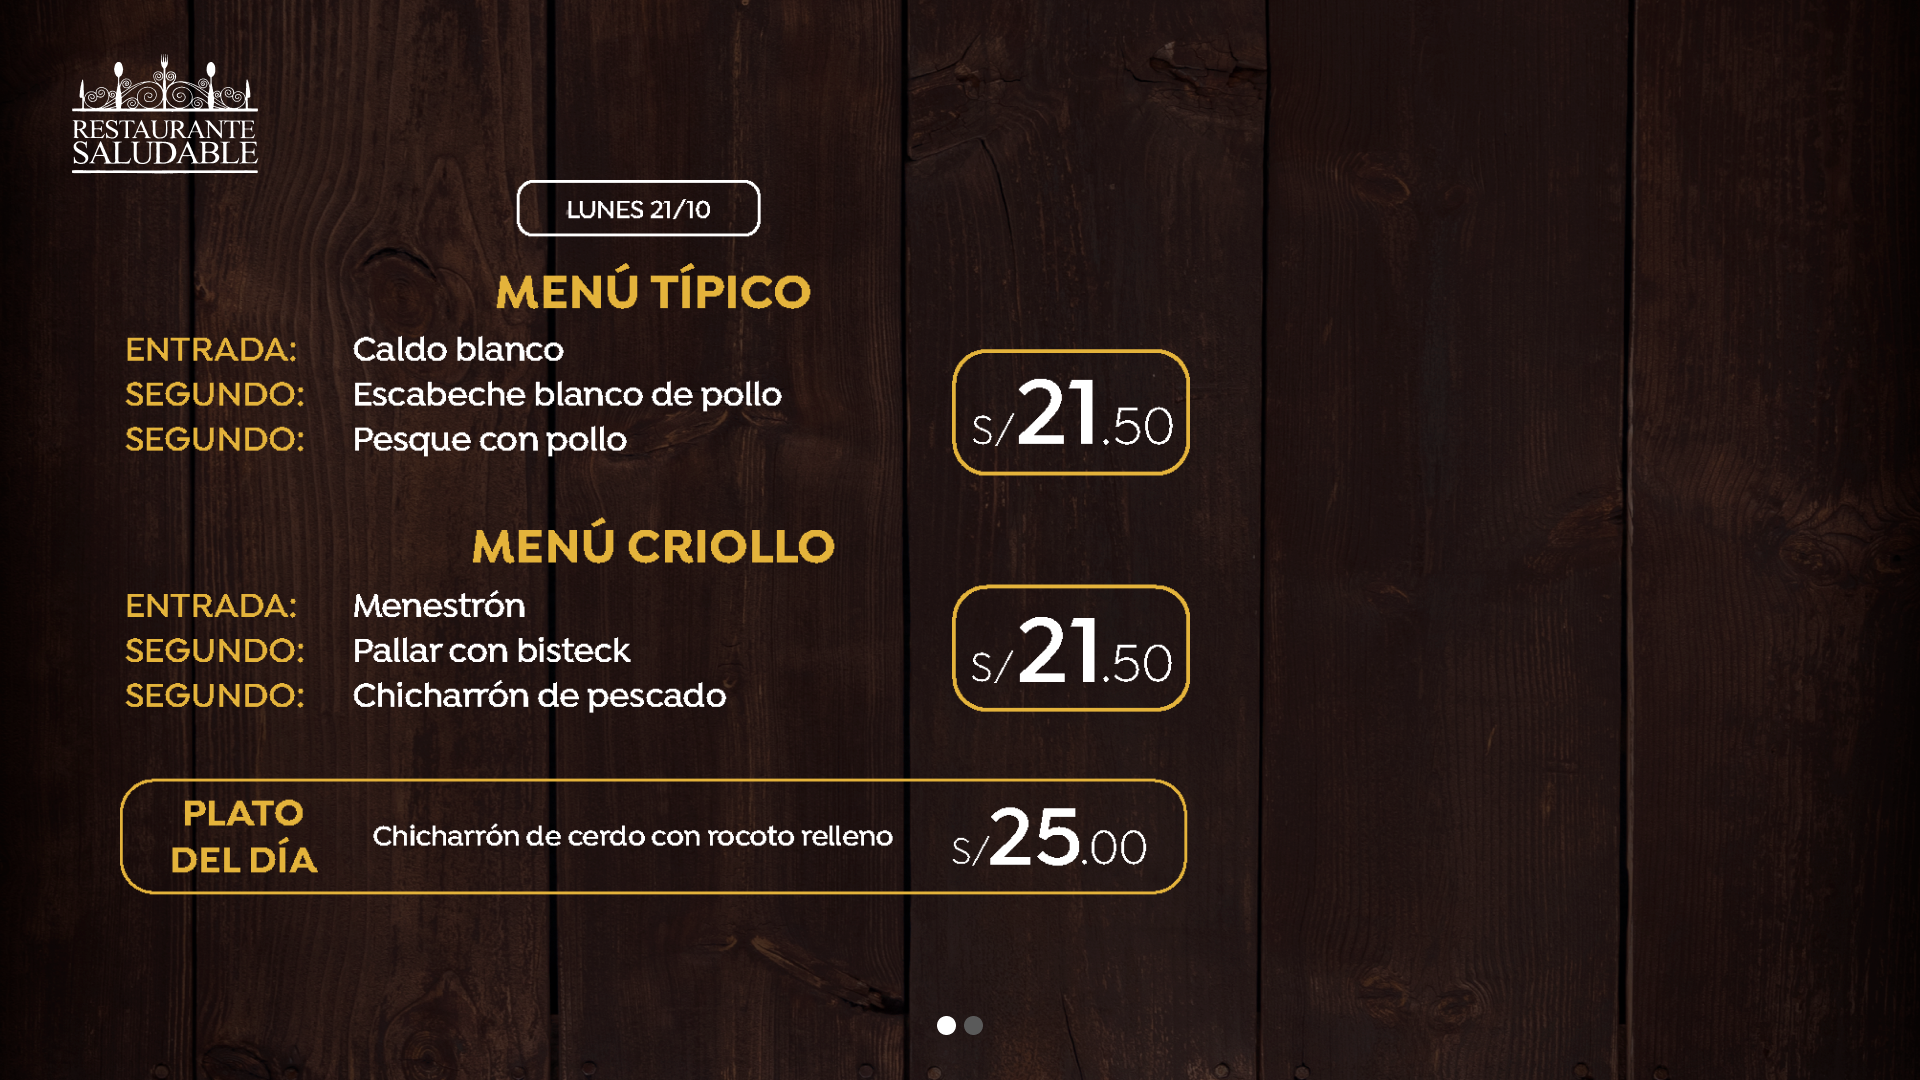 RESTAURANTE
SALUDABLE
LUNES 21/10
MENÚ TÍPICO
ENTRADA: Caldo blanco
SEGUNDO: Escabeche blanco de pollo
SEGUNDO: Pesque con pollo
S/21.50
MENÚ CRIOLLO
ENTRADA: Menestrón
SEGUNDO: Pallar con bisteck
SEGUNDO: Chicharrón de pescado
S/21.50
PLATO
DEL DÍA
Chicharrón de cerdo con rocoto relleno
S/25.00